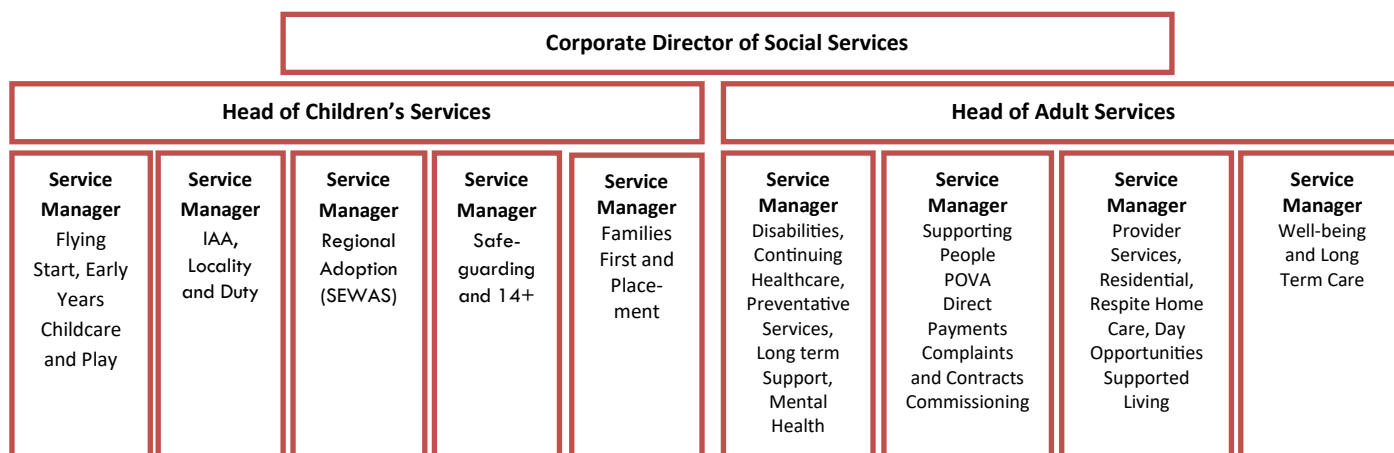 Corporate Director of Social Services
Head of Children’s Services
Head of Adult Services
Service
Manager
Flying
Start, Early
Years
Childcare
and Play
Service
Manager
IAA,
Locality
and Duty
Service
Manager
Regional
Adoption
(SEWAS)
Service
Manager
Safe-
guarding
and 14+
Service
Manager
Families
First and
Place-
ment
Service
Manager
Disabilities,
Continuing
Healthcare,
Preventative
Services,
Long term
Support,
Mental
Health
Service
Manager
Supporting
People
POVA
Direct
Payments
Complaints
and Contracts
Commissioning
Service
Manager
Provider
Services,
Residential,
Respite Home
Care, Day
Opportunities
Supported
Living
Service
Manager
Well-being
and Long
Term Care